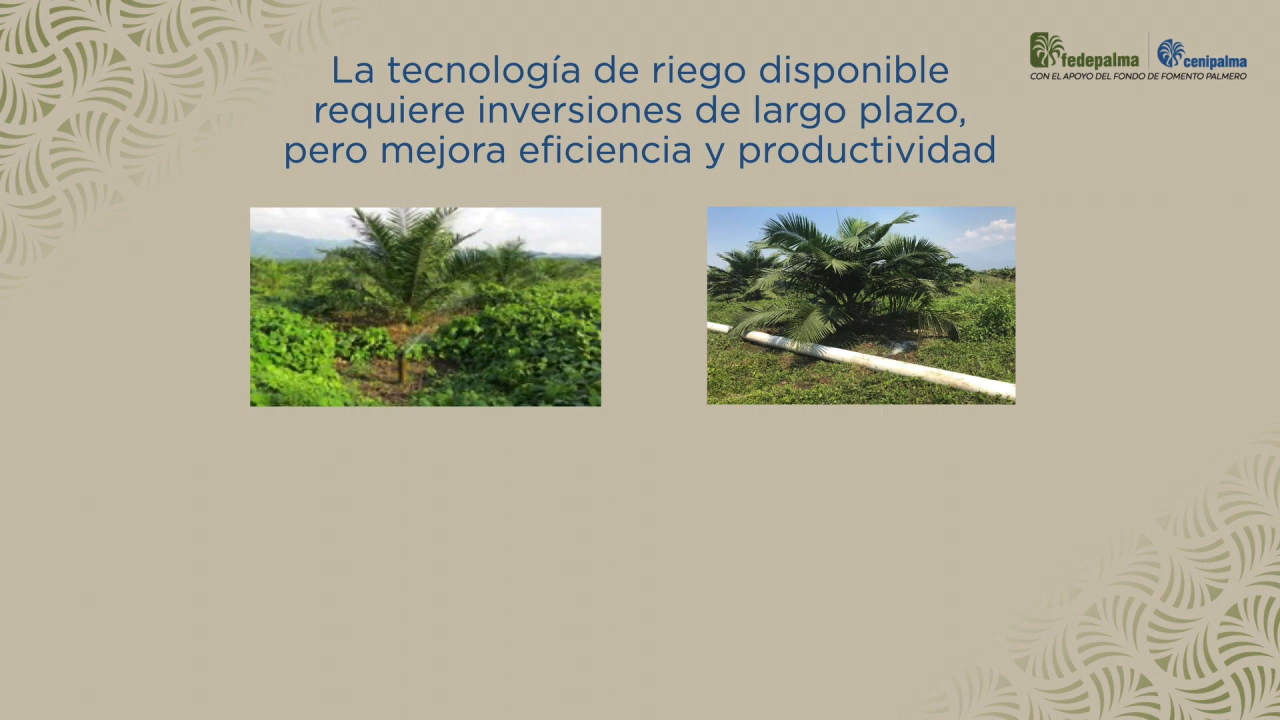 La tecnología de riego disponible
requiere inversiones de largo plazo,
pero mejora eficiencia y productividad
fedepalma
cenipalma
CON EL APOYO DEL FONDO DE FOMENTO PALMERO